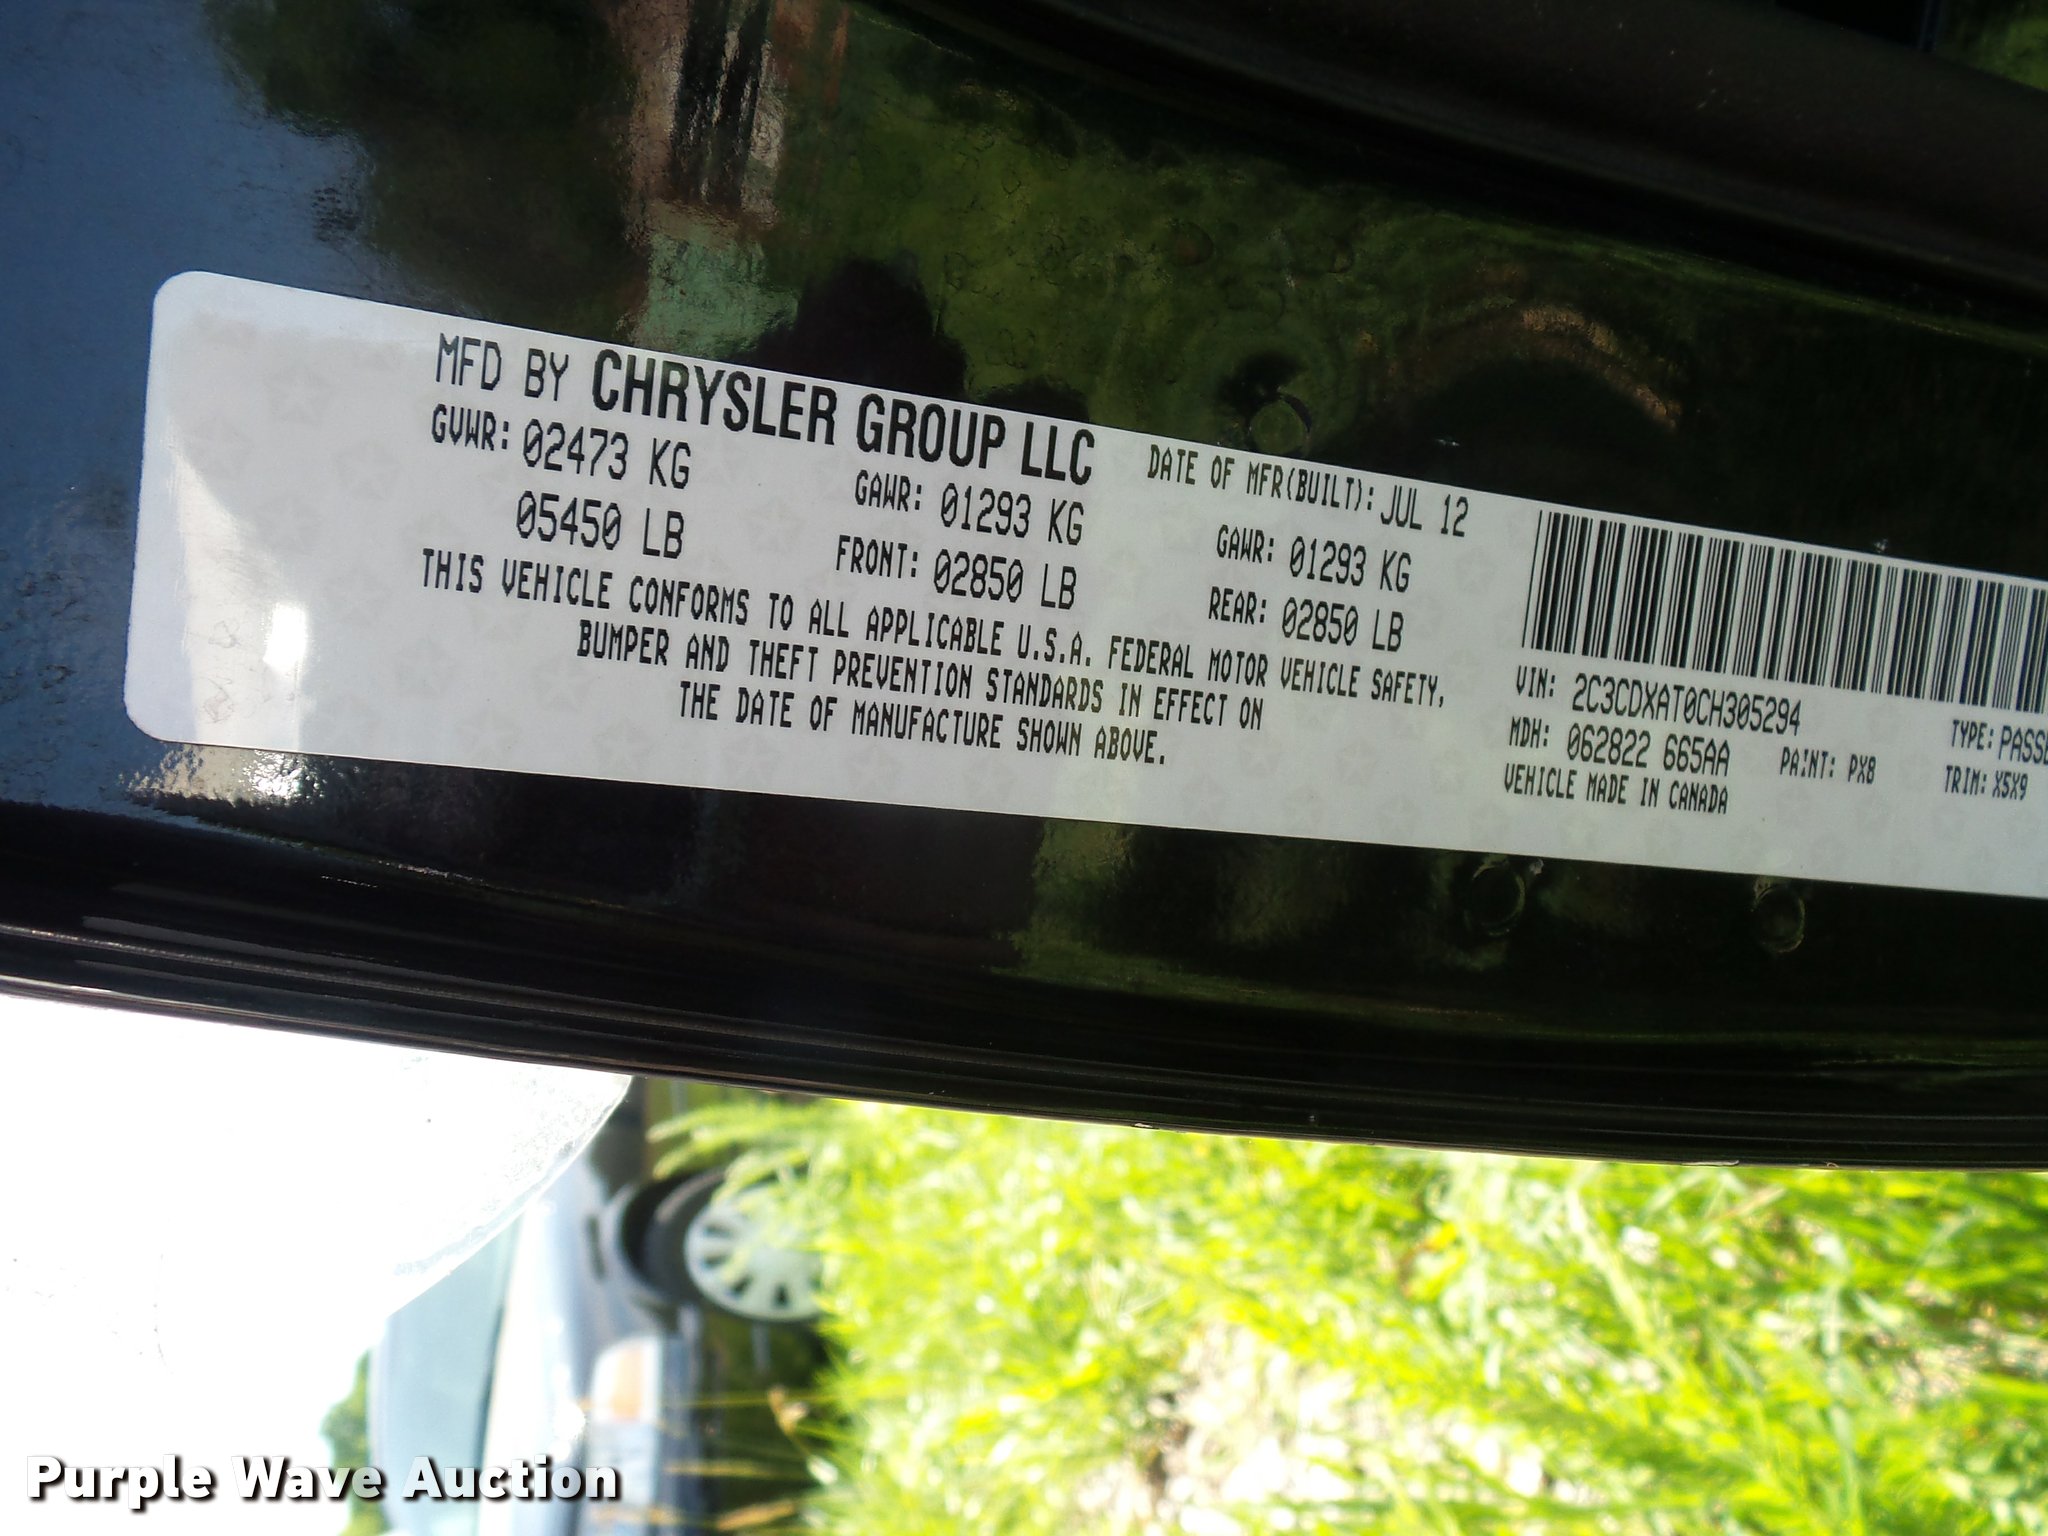 MFD BY CHRYSLER GROUP LLC
DATE OF MFR(BUILT): JUL 12
GVWR: 02473 KG
05450 LB
GAWR: 01293 KG
FRONT: 02850 LB
GAWR: 01293 KG
REAR: 02850 LB
THIS VEHICLE CONFORMS TO ALL APPLICABLE U.S.A. FEDERAL MOTOR VEHICLE SAFETY,
BUMPER AND THEFT PREVENTION STANDARDS IN EFFECT ON
THE DATE OF MANUFACTURE SHOWN ABOVE.
VIN: 2C3CDXAT0CH305294
TYPE: PASSE
MDH: 062822 665AA
PAINT: PX8
TRIM: X5X9
VEHICLE MADE IN CANADA
Purple Wave Auction